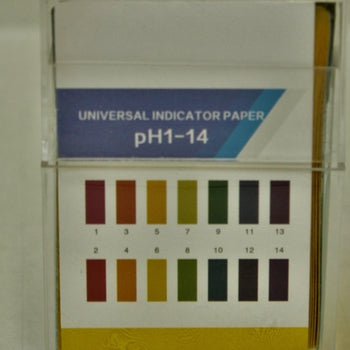 UNIVERSAL INDICATOR PAPER
pH1-14
1 3 5 7 9 11 13
2 4 6 8 10 12 14